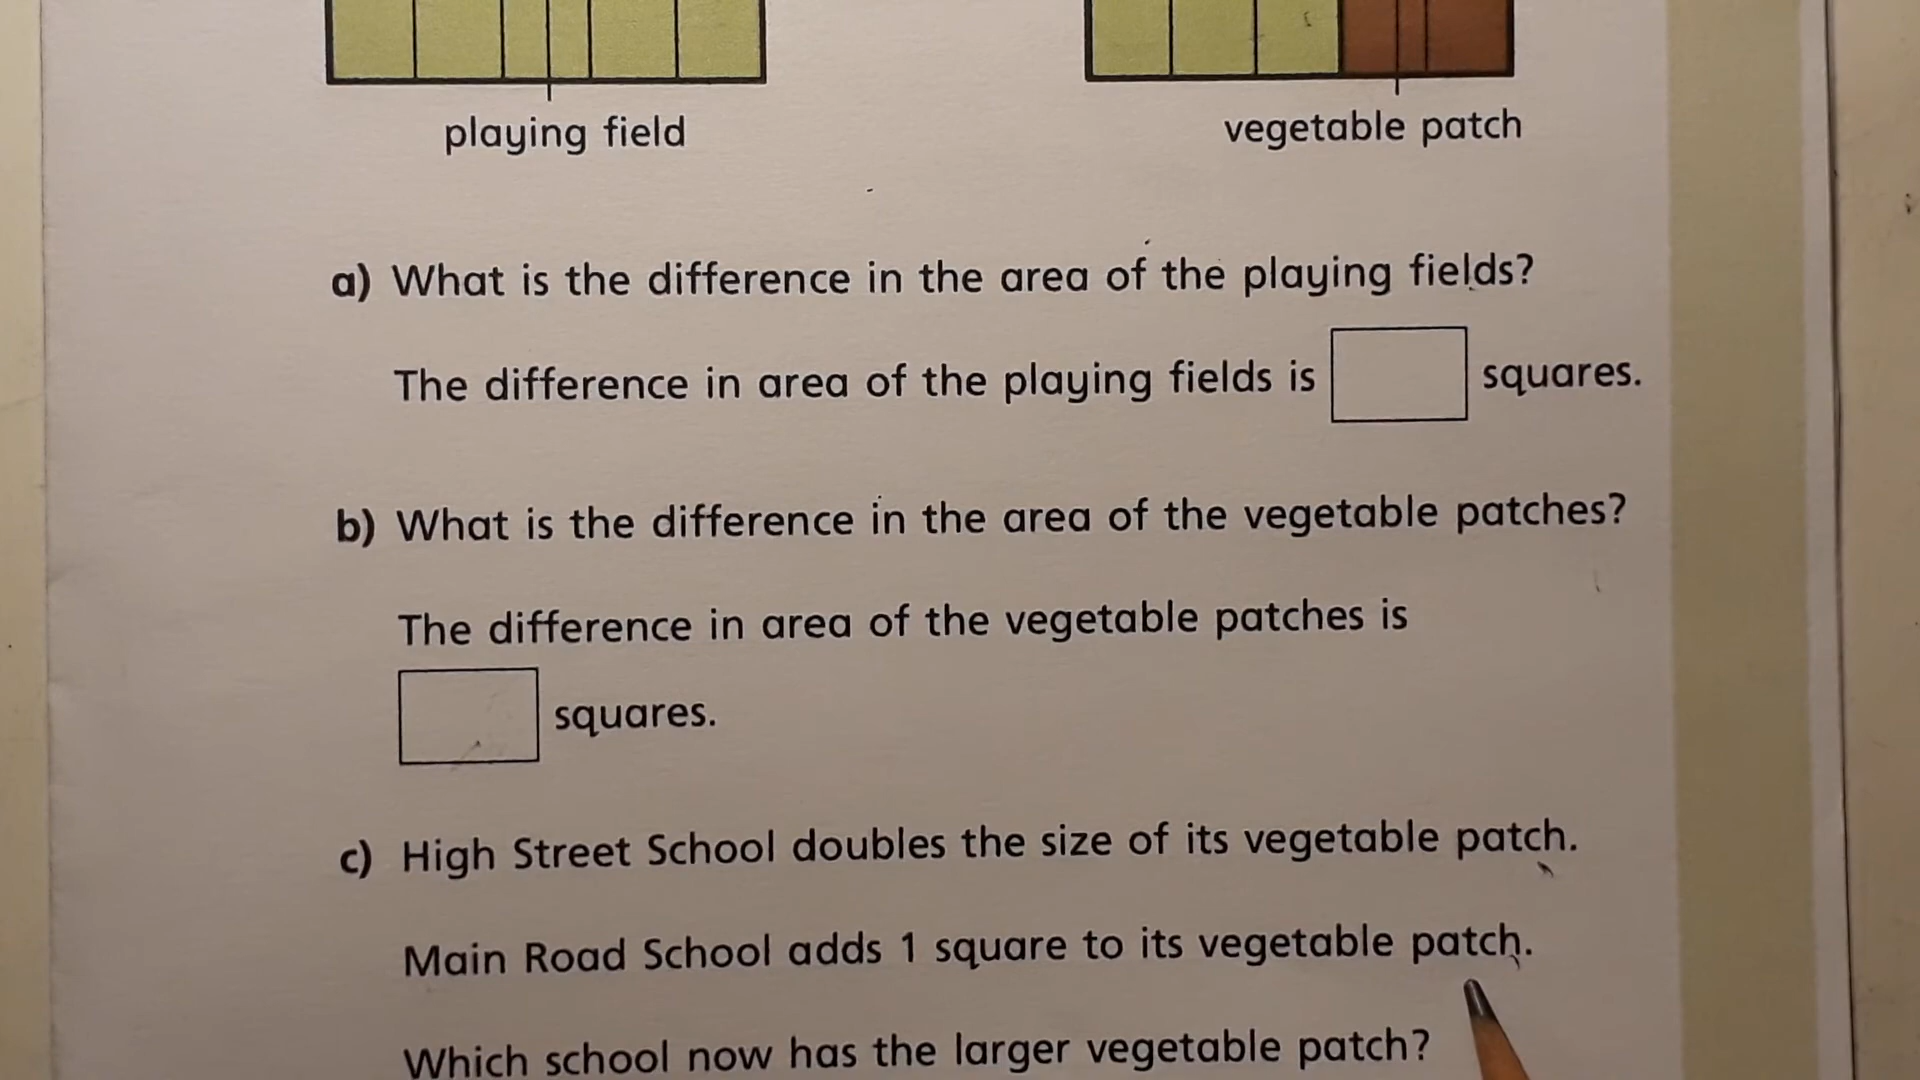 playing field
vegetable patch
a) What is the difference in the area of the playing fields?
The difference in area of the playing fields is squares.
b) What is the difference in the area of the vegetable patches?
The difference in area of the vegetable patches is
squares.
c) High Street School doubles the size of its vegetable patch.
Main Road School adds 1 square to its vegetable patch.
Which school now has the larger vegetable patch?